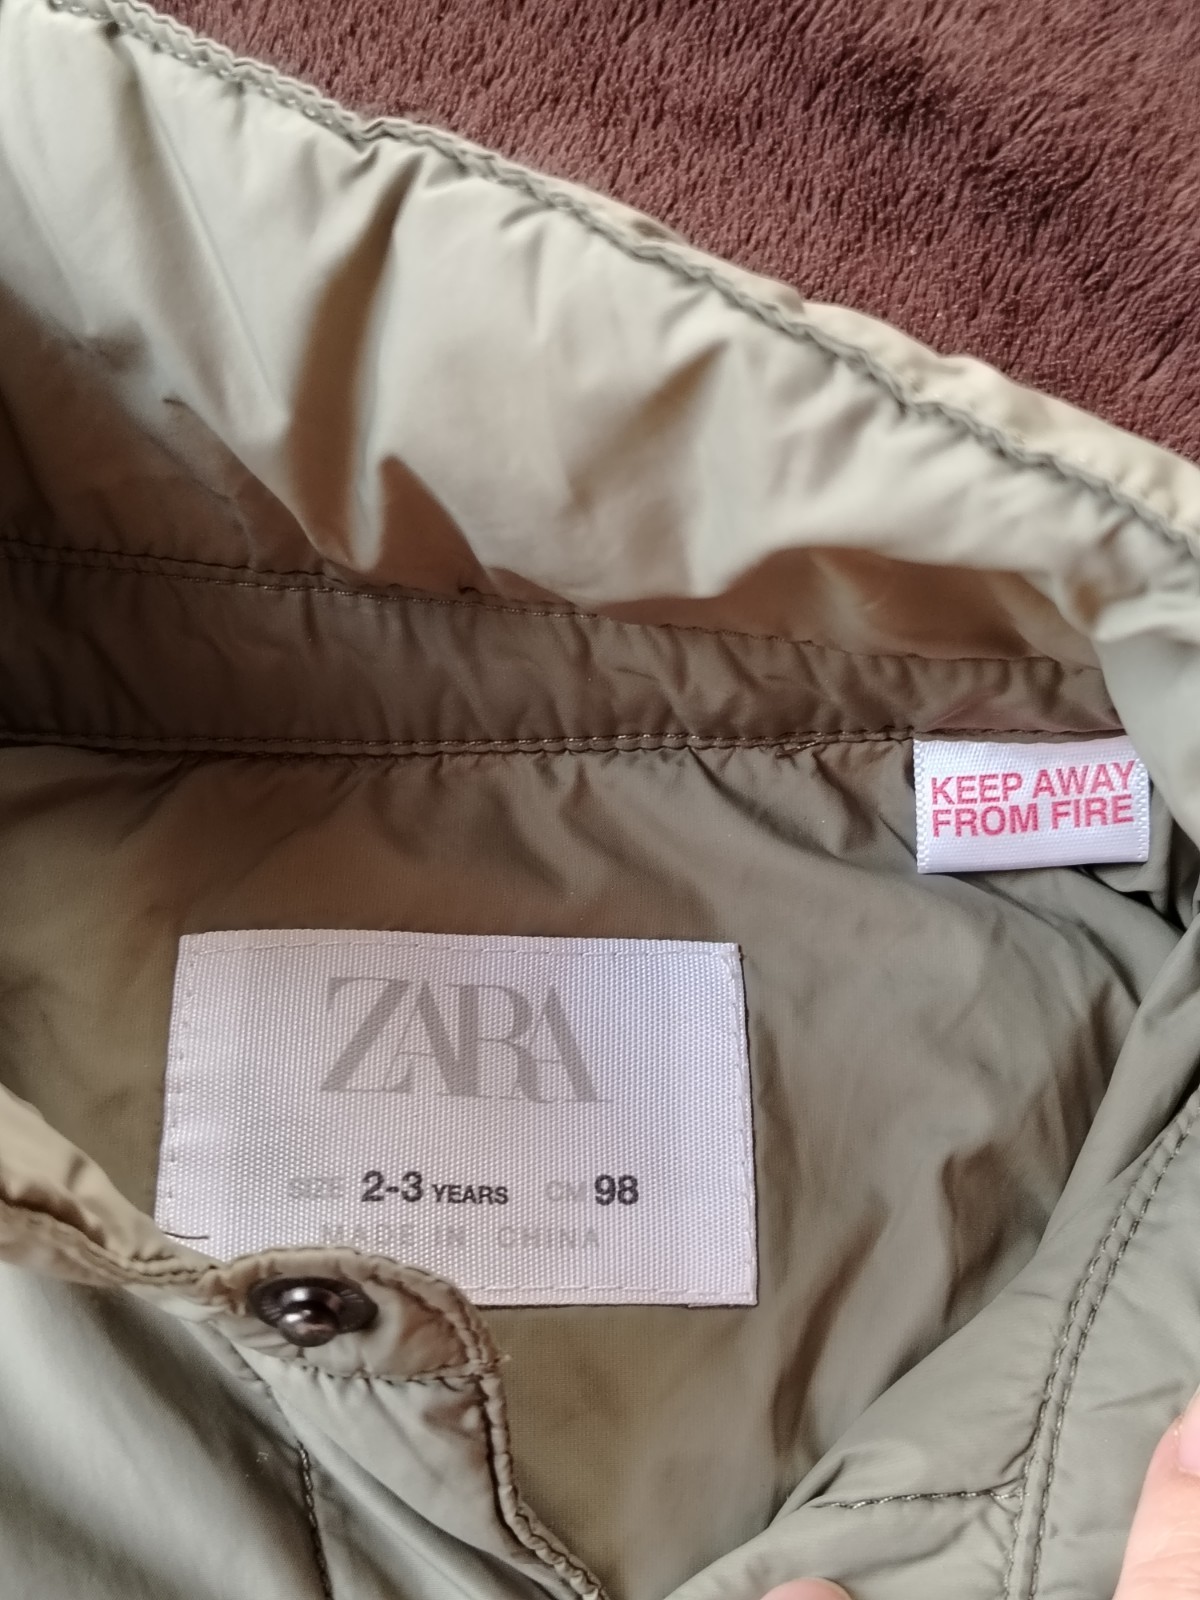 KEEP AWAY
FROM FIRE
ZARA
SIZE 2-3 YEARS CM 98
MADE IN CHINA